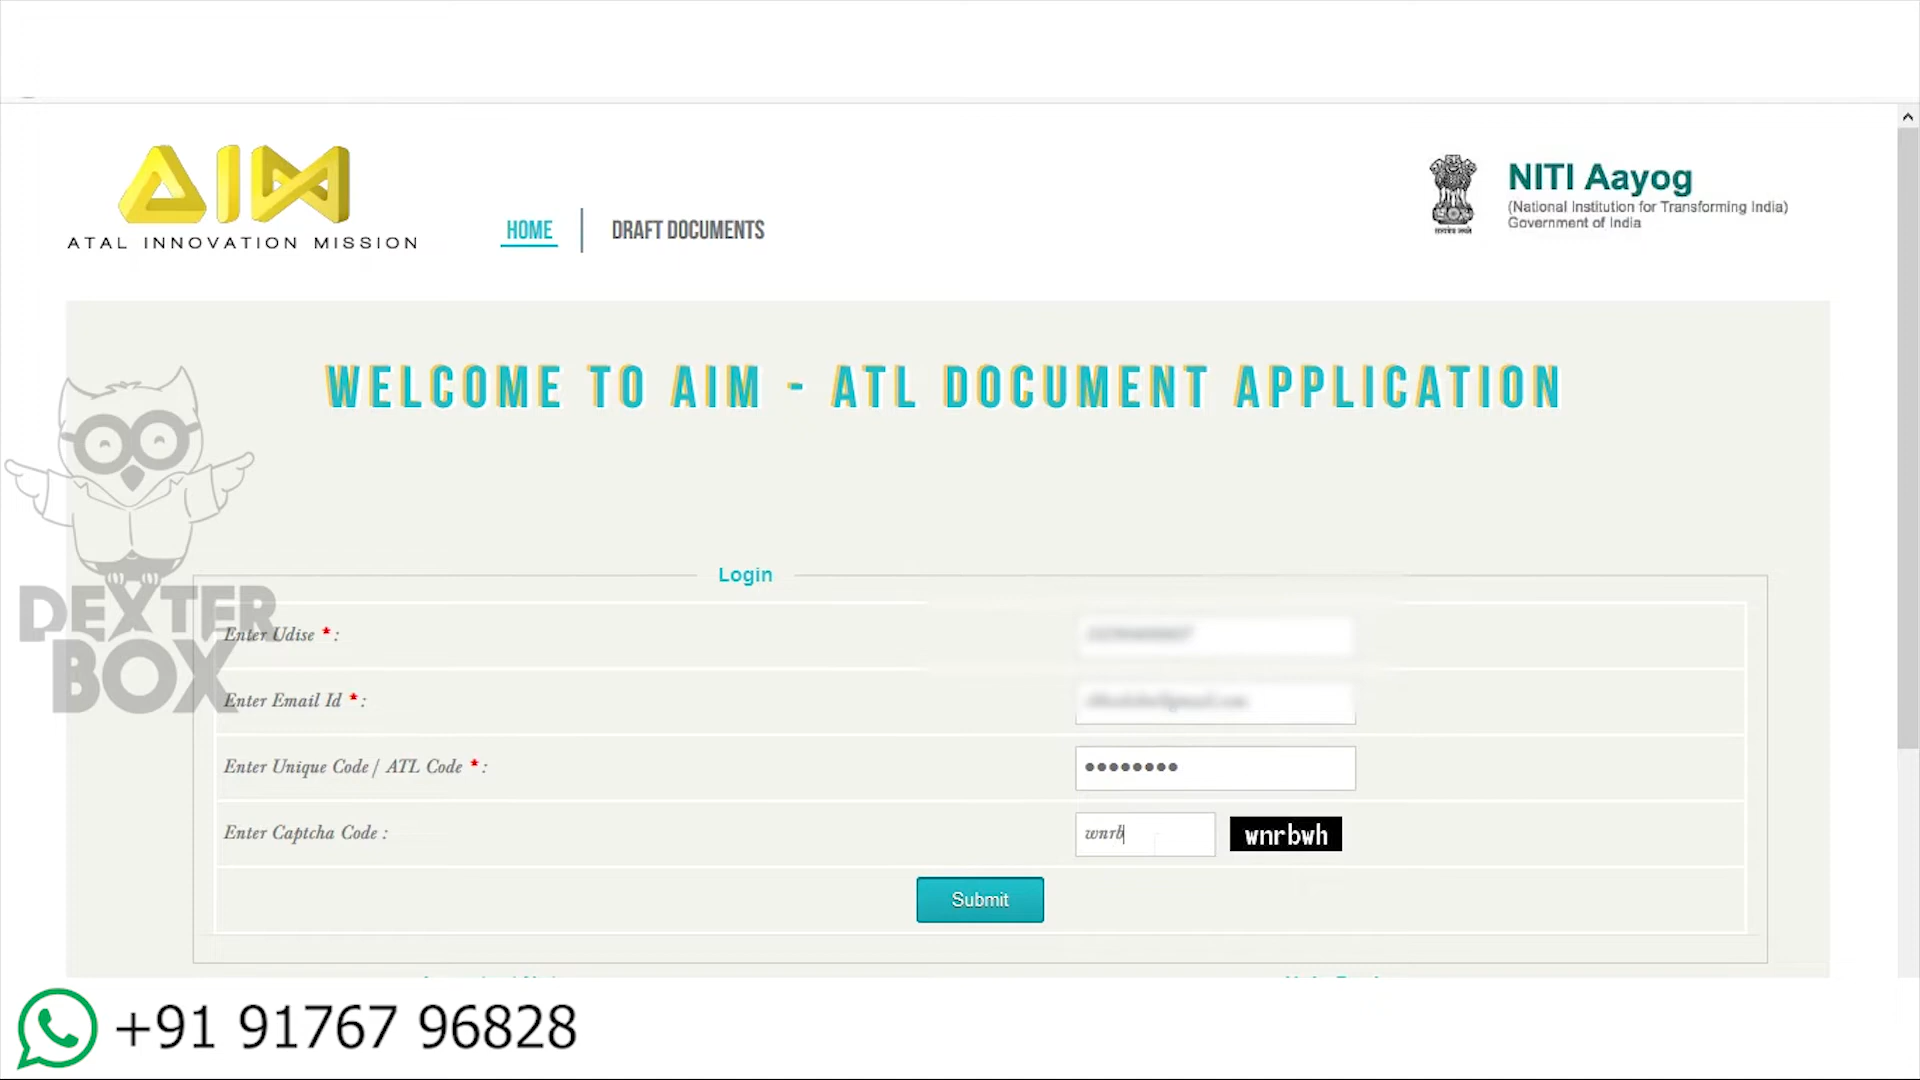 AIM
ATAL INNOVATION MISSION
HOME
DRAFT DOCUMENTS
NITI Aayog
(National Institution for Transforming India)
Government of India
WELCOME TO AIM - ATL DOCUMENT APPLICATION
DEXTER
BOX
Login
Enter Udise * :
Enter Email Id * :
Enter Unique Code / ATL Code * :
••••••••
Enter Captcha Code :
wnrb
wnrbwh
Submit
+91 91767 96828